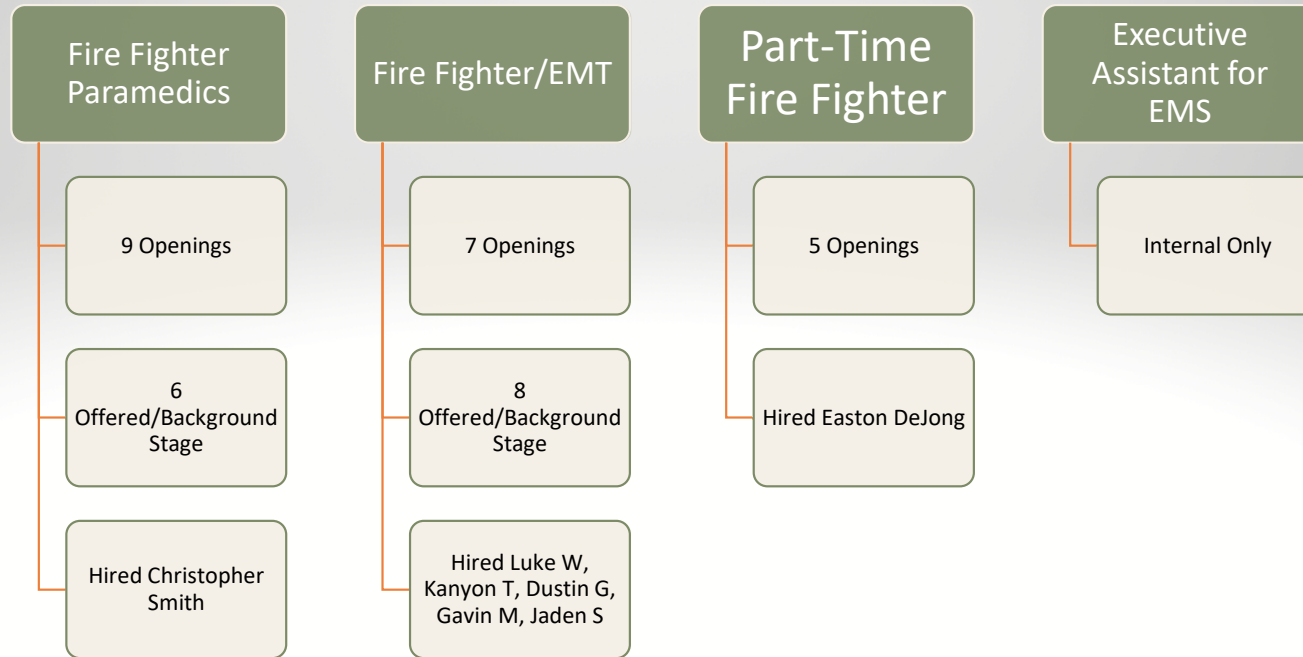 Fire Fighter
Paramedics
9 Openings
6
Offered/Background
Stage
Hired Christopher
Smith
Fire Fighter/EMT
7 Openings
8
Offered/Background
Stage
Hired Luke W,
Kanyon T, Dustin G,
Gavin M, Jaden S
Part-Time
Fire Fighter
5 Openings
Hired Easton DeJong
Executive
Assistant for
EMS
Internal Only